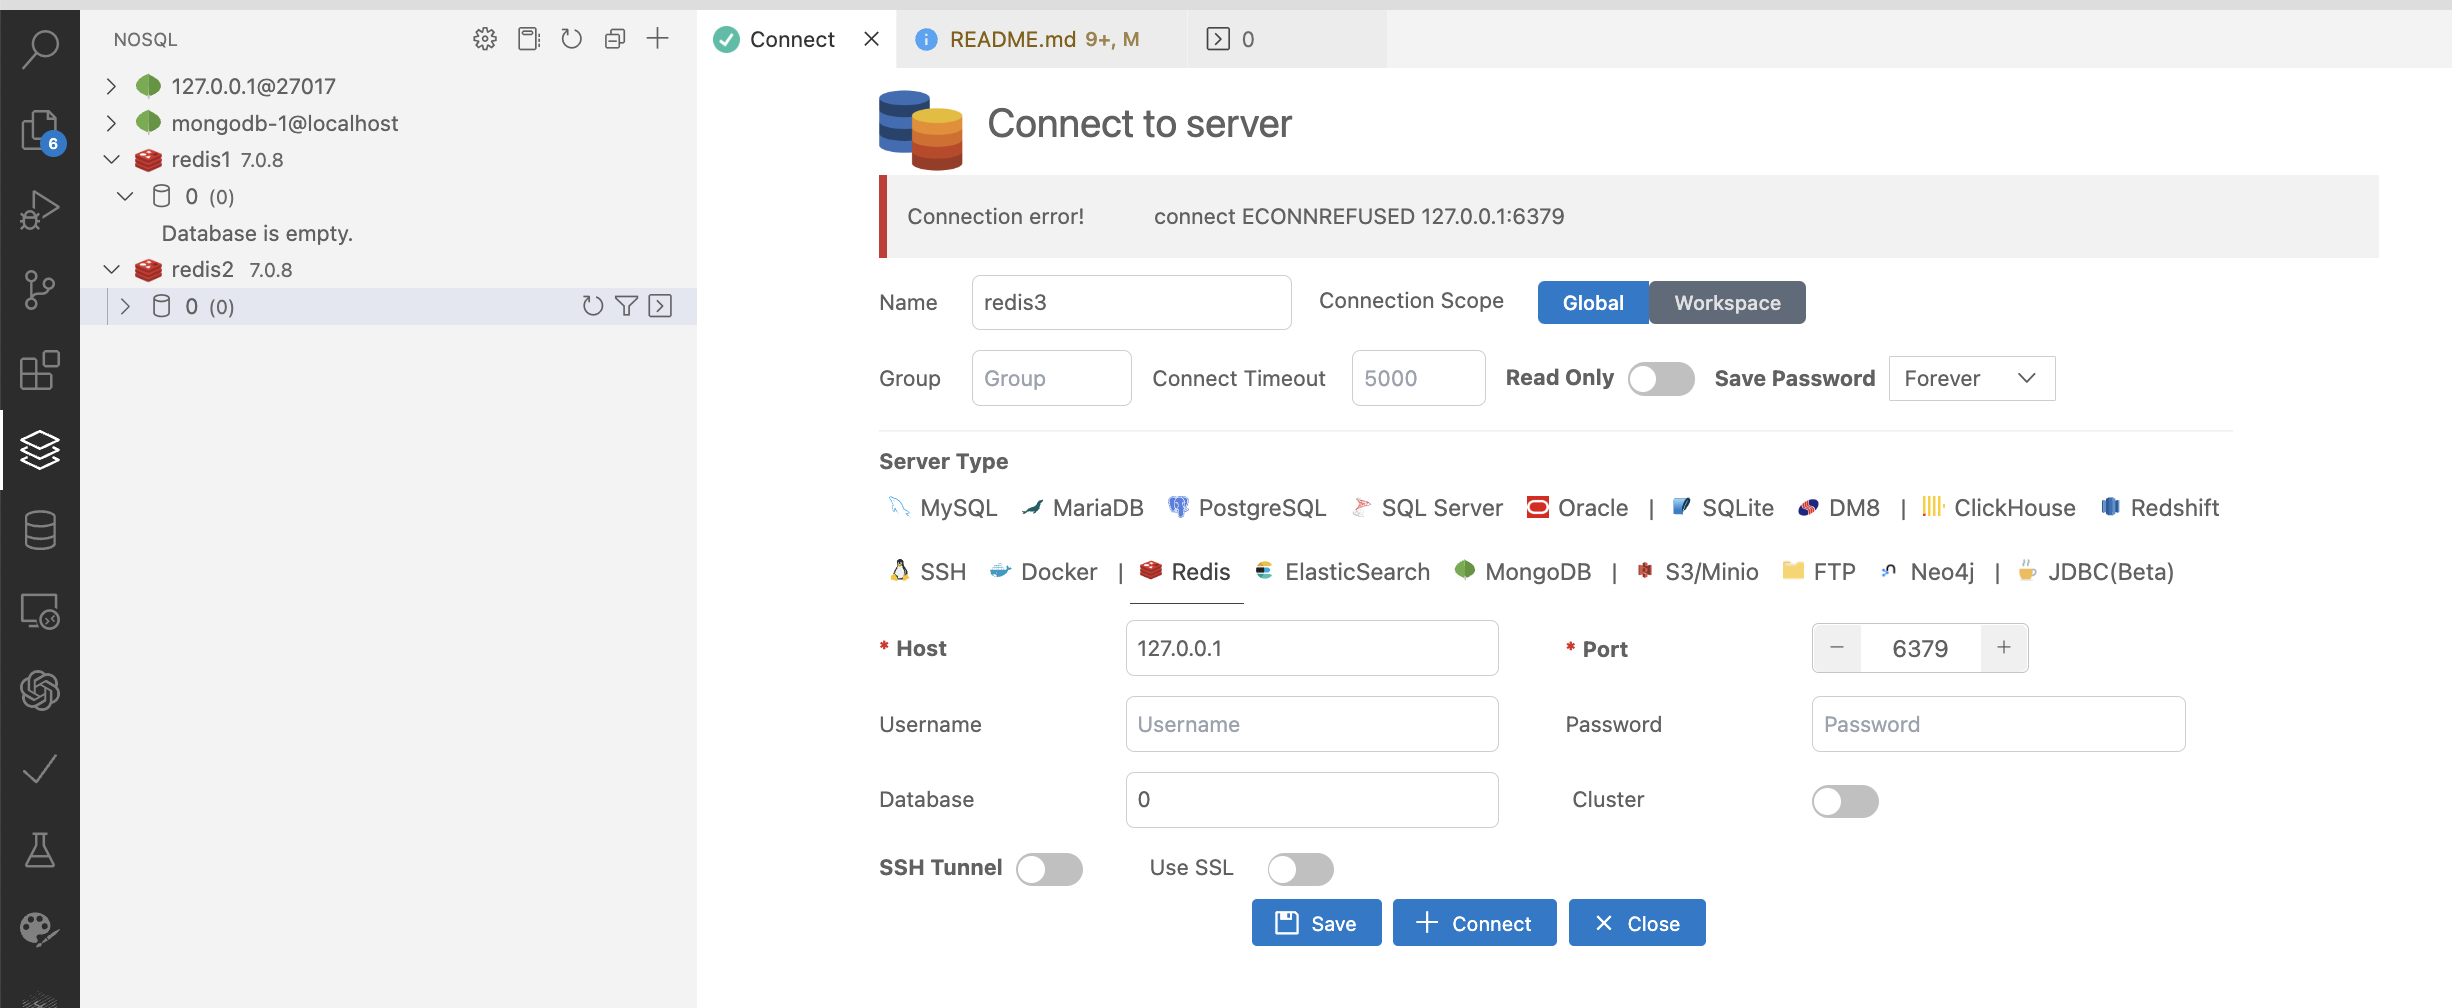 NOSQL
127.0.0.1@27017
mongodb-1@localhost
redis1 7.0.8
0 (0)
Database is empty.
redis2 7.0.8
0 (0)
6
Connect
README.md 9+, M
0
Connect to server
Connection error! connect ECONNREFUSED 127.0.0.1:6379
Name redis3 Connection Scope Global Workspace
Group Group Connect Timeout 5000 Read Only Save Password Forever
Server Type
MySQL MariaDB PostgreSQL SQL Server Oracle | SQLite DM8 | ClickHouse Redshift
SSH Docker | Redis ElasticSearch MongoDB | S3/Minio FTP Neo4j | JDBC(Beta)
* Host 127.0.0.1 * Port 6379
Username Username Password Password
Database 0 Cluster
SSH Tunnel Use SSL
Save Connect Close